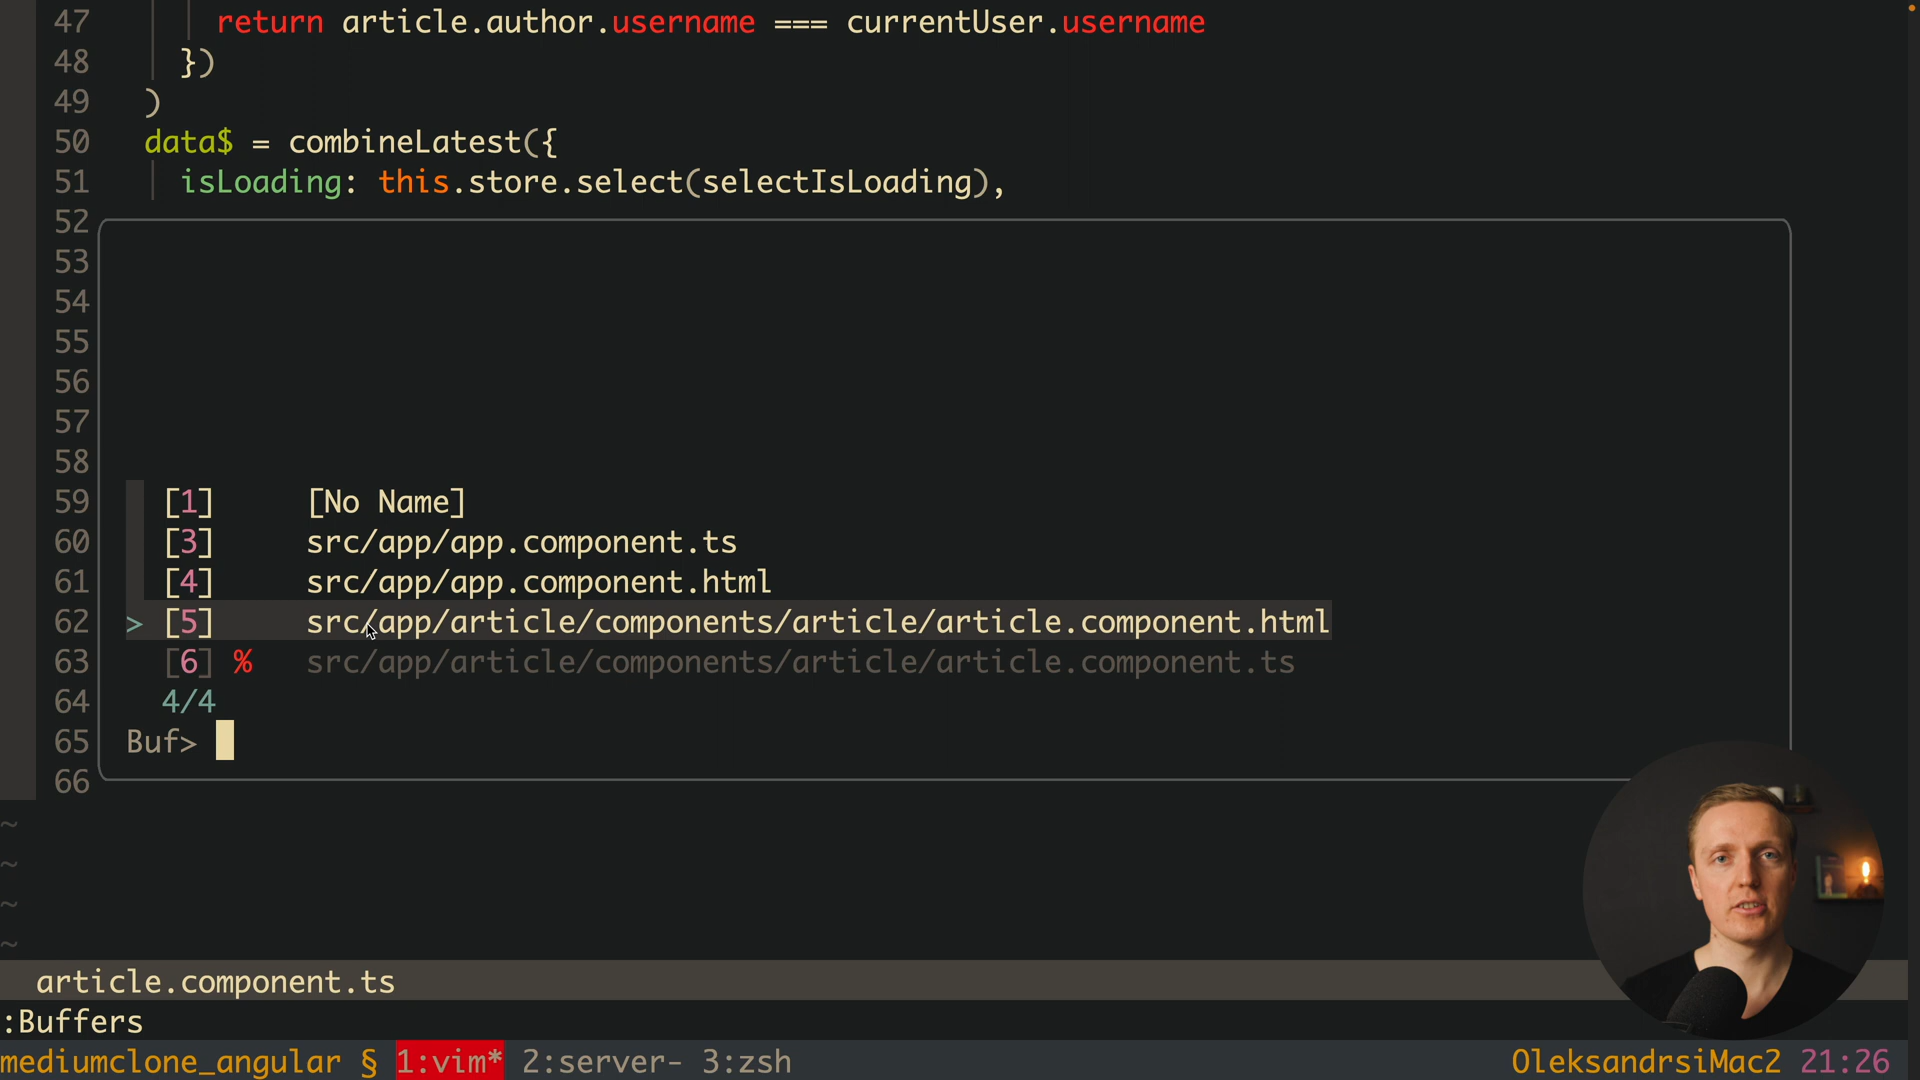 47 return article.author.username === currentUser.username
48 })
49 )
50 data$ = combineLatest({
51 isLoading: this.store.select(selectIsLoading),
52
53
54
55
56
57
58
59 [1] [No Name]
60 [3] src/app/app.component.ts
61 [4] src/app/app.component.html
62 > [5] src/app/article/components/article/article.component.html
63 [6] % src/app/article/components/article/article.component.ts
64 4/4
65 Buf>
66
~
~
~
~
article.component.ts
:Buffers
mediumclone_angular § 1:vim* 2:server- 3:zsh OleksandrsiMac2 21:26